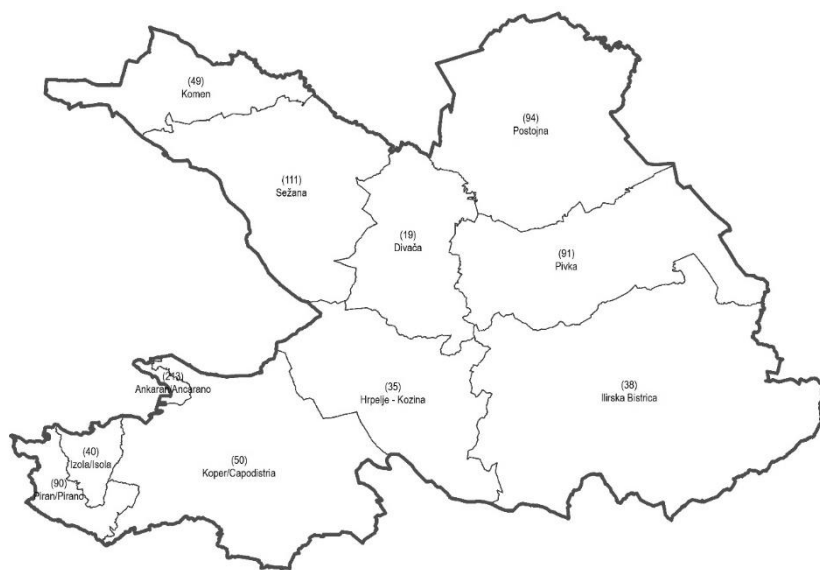 (49)
Komen
(94)
Postojna
(111)
Sežana
(19)
Divača
(91)
Pivka
(213)
Ankaran/Ancarano
(35)
Hrpelje - Kozina
(38)
Ilirska Bistrica
(40)
Izola/Isola
(50)
Koper/Capodistria
(90)
Piran/Pirano